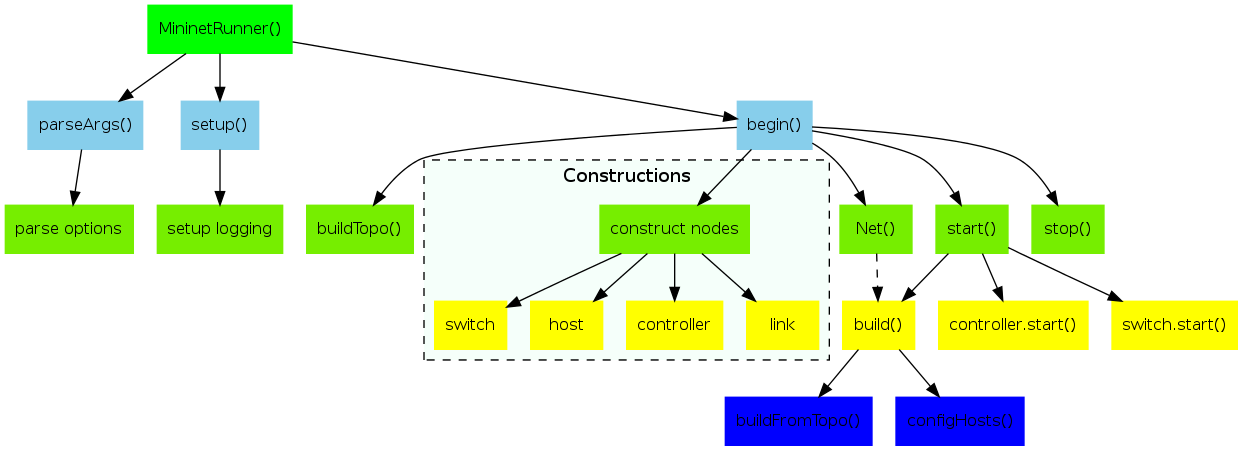 MininetRunner()
parseArgs()
setup()
begin()
Constructions
parse options
setup logging
buildTopo()
construct nodes
Net()
start()
stop()
switch
host
controller
link
build()
controller.start()
switch.start()
buildFromTopo()
configHosts()